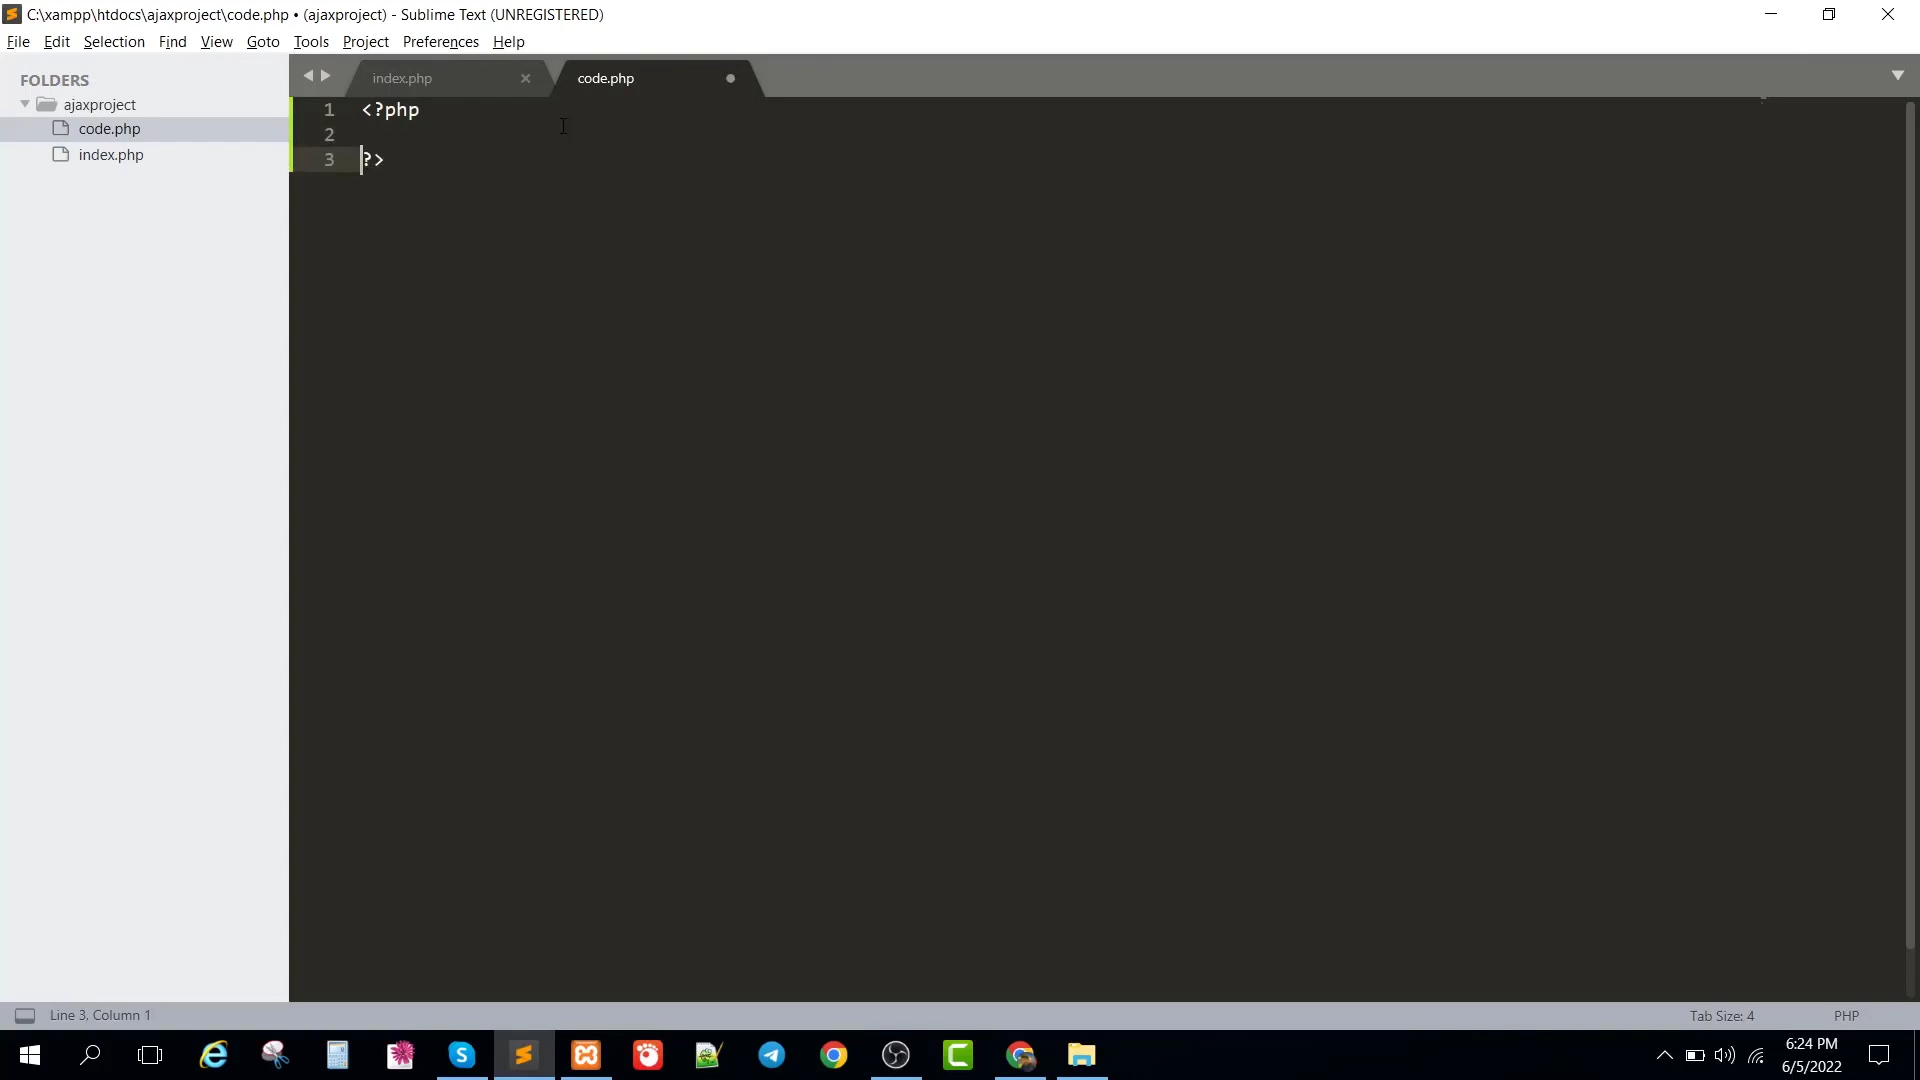 C:\xampp\htdocs\ajaxproject\code.php • (ajaxproject) - Sublime Text (UNREGISTERED)
File Edit Selection Find View Goto Tools Project Preferences Help
FOLDERS
ajaxproject
code.php
index.php
index.php
code.php
1 <?php
2
3 ?>
Line 3, Column 1
Tab Size: 4
PHP
6:24 PM
6/5/2022